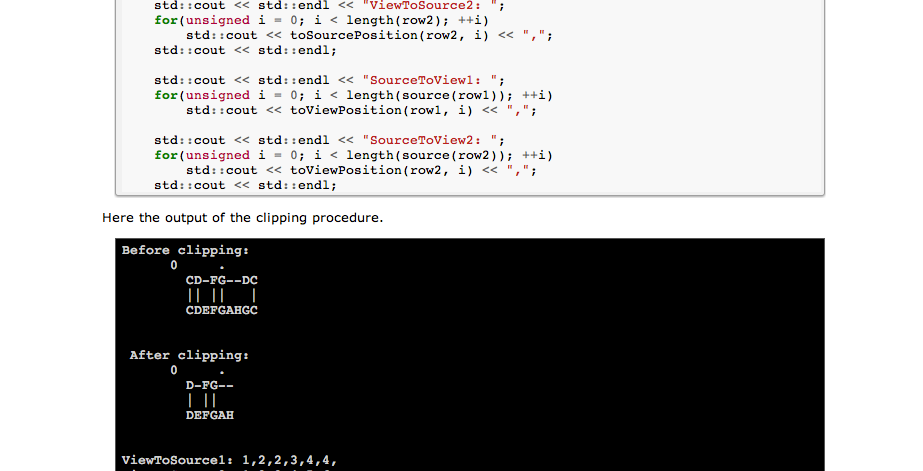 std::cout << std::endl << "ViewToSource2: ";
for(unsigned i = 0; i < length(row2); ++i)
    std::cout << toSourcePosition(row2, i) << ",";
std::cout << std::endl;

std::cout << std::endl << "SourceToView1: ";
for(unsigned i = 0; i < length(source(row1)); ++i)
    std::cout << toViewPosition(row1, i) << ",";

std::cout << std::endl << "SourceToView2: ";
for(unsigned i = 0; i < length(source(row2)); ++i)
    std::cout << toViewPosition(row2, i) << ",";
std::cout << std::endl;
Here the output of the clipping procedure.
Before clipping:
      0     .
        CD-FG--DC
        || ||   |
        CDEFGAHGC

 After clipping:
      0     .
        D-FG--
        | ||
        DEFGAH

ViewToSource1: 1,2,2,3,4,4,